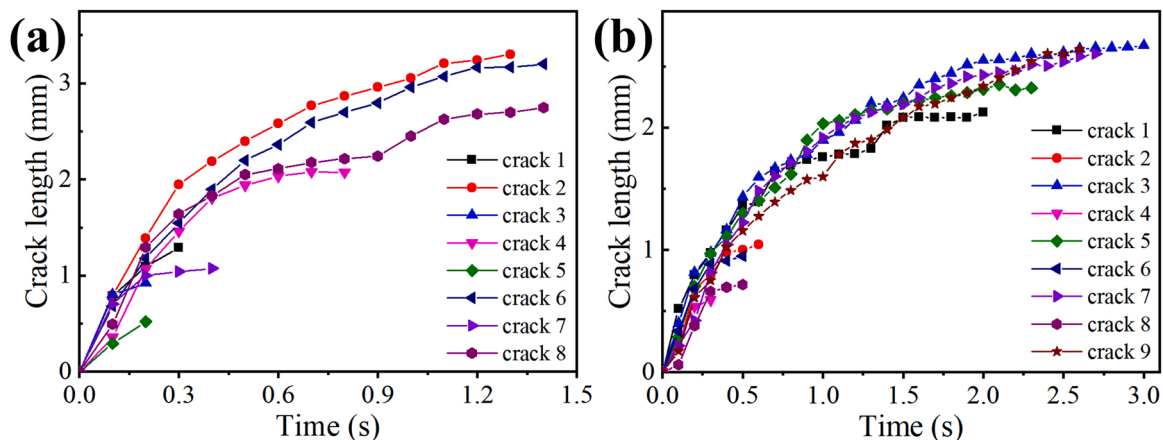 (a)
Crack length (mm)
3
2
1
0
0.0 0.3 0.6 0.9 1.2 1.5
Time (s)
crack 1
crack 2
crack 3
crack 4
crack 5
crack 6
crack 7
crack 8
(b)
Crack length (mm)
2
1
0
0.0 0.5 1.0 1.5 2.0 2.5 3.0
Time (s)
crack 1
crack 2
crack 3
crack 4
crack 5
crack 6
crack 7
crack 8
crack 9